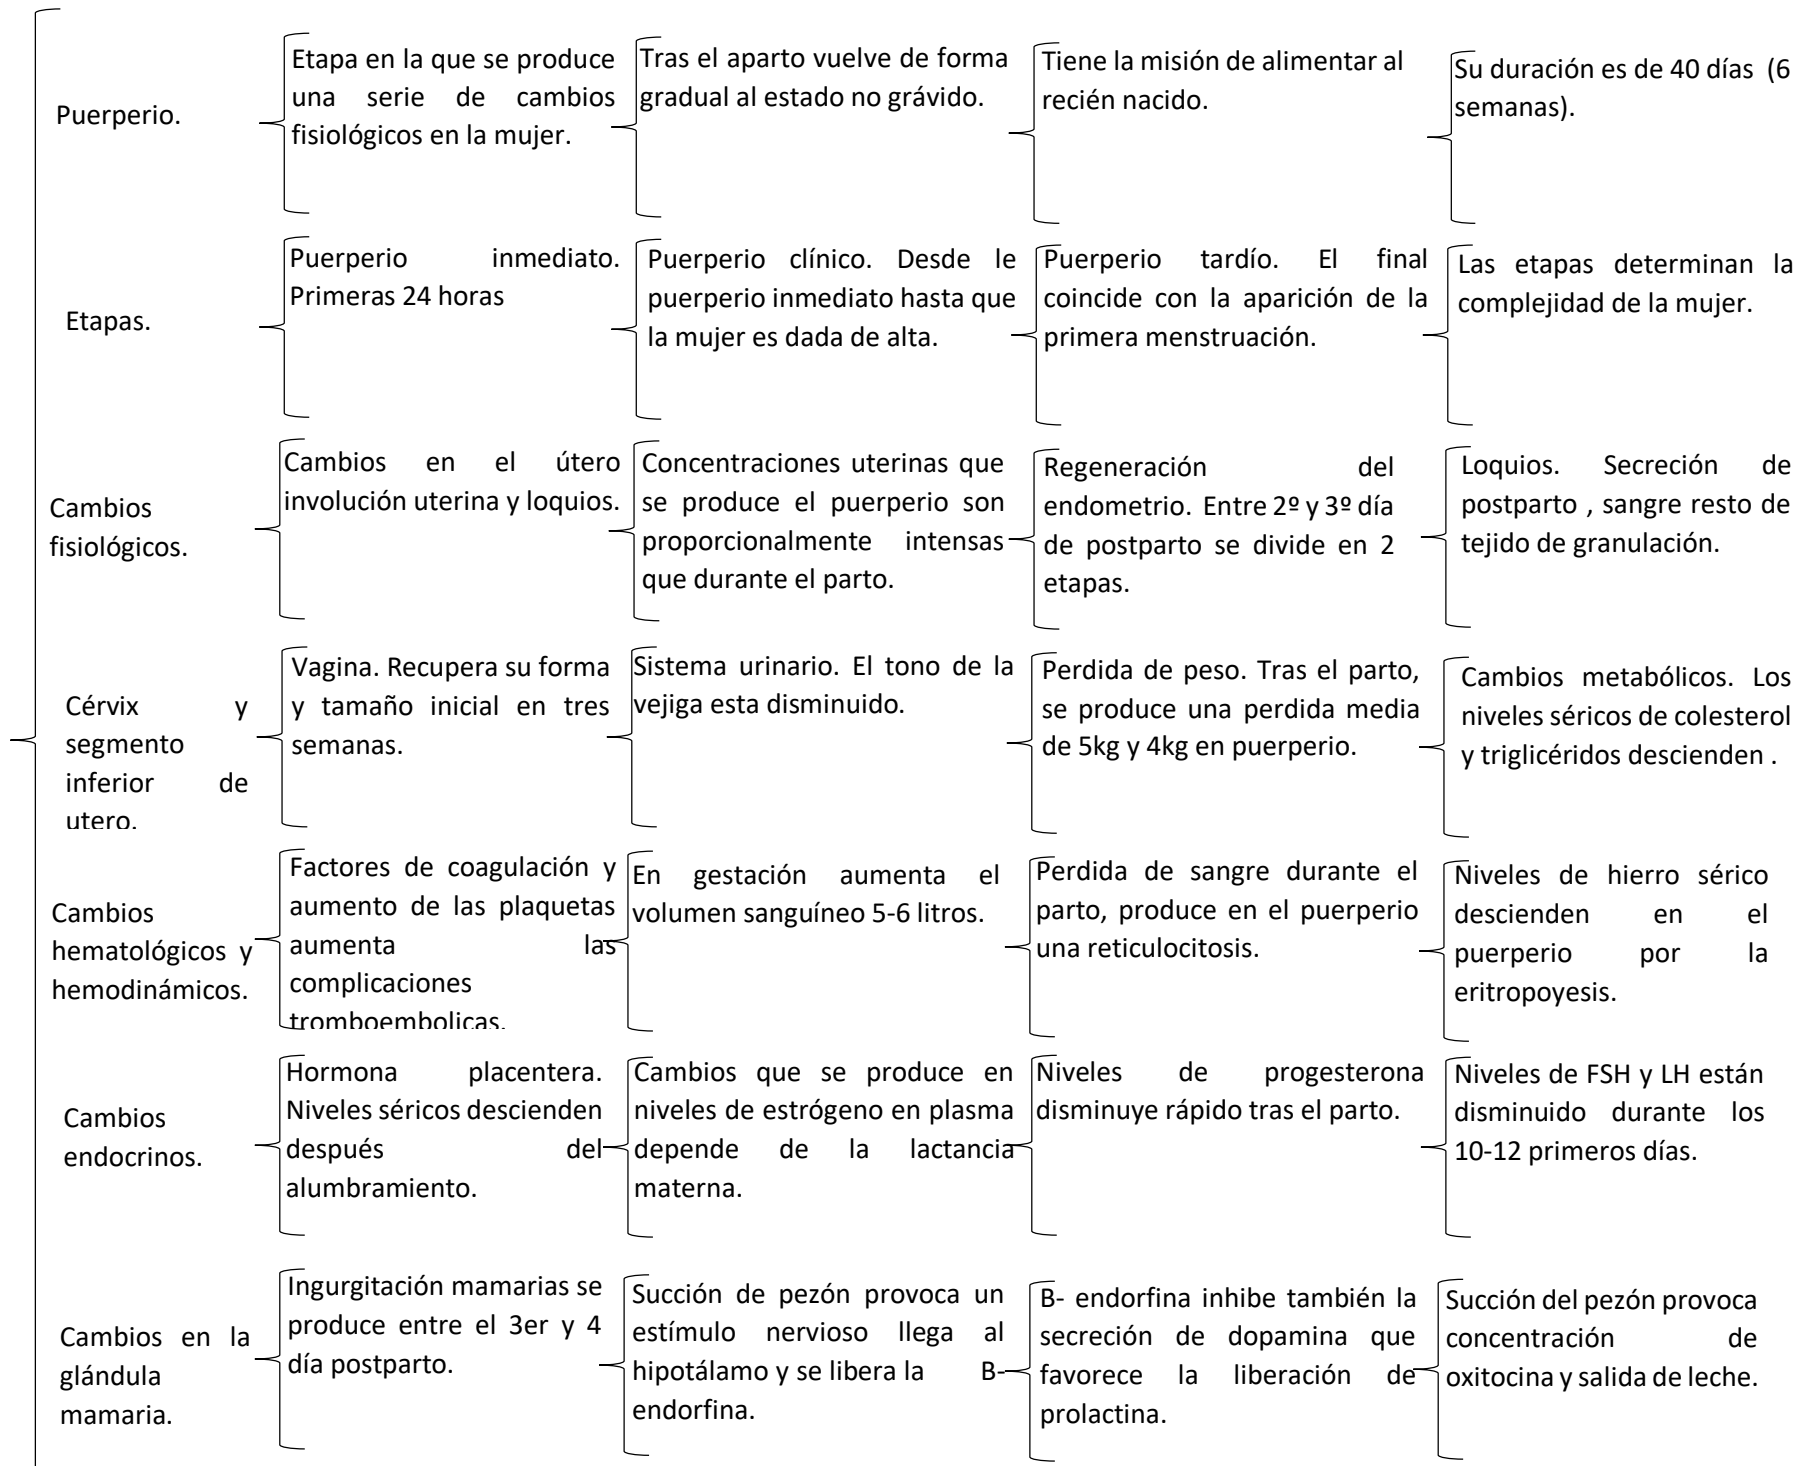 Puerperio.
Etapa en la que se produce
una serie de cambios
fisiológicos en la mujer.
Tras el aparto vuelve de forma
gradual al estado no grávido.
Tiene la misión de alimentar al
recién nacido.
Su duración es de 40 días (6
semanas).
Etapas.
Puerperio inmediato.
Primeras 24 horas
Puerperio clínico. Desde le
puerperio inmediato hasta que
la mujer es dada de alta.
Puerperio tardío. El final
coincide con la aparición de la
primera menstruación.
Las etapas determinan la
complejidad de la mujer.
Cambios
fisiológicos.
Cambios en el útero
involución uterina y loquios.
Concentraciones uterinas que
se produce el puerperio son
proporcionalmente intensas
que durante el parto.
Regeneración del
endometrio. Entre 2º y 3º día
de postparto se divide en 2
etapas.
Loquios. Secreción de
postparto , sangre resto de
tejido de granulación.
Cérvix y
segmento
inferior de
utero.
Vagina. Recupera su forma
y tamaño inicial en tres
semanas.
Sistema urinario. El tono de la
vejiga esta disminuido.
Perdida de peso. Tras el parto,
se produce una perdida media
de 5kg y 4kg en puerperio.
Cambios metabólicos. Los
niveles séricos de colesterol
y triglicéridos descienden .
Cambios
hematológicos y
hemodinámicos.
Factores de coagulación y
aumento de las plaquetas
aumenta las
complicaciones
tromboembolicas.
En gestación aumenta el
volumen sanguíneo 5-6 litros.
Perdida de sangre durante el
parto, produce en el puerperio
una reticulocitosis.
Niveles de hierro sérico
descienden en el
puerperio por la
eritropoyesis.
Cambios
endocrinos.
Hormona placentera.
Niveles séricos descienden
después del
alumbramiento.
Cambios que se produce en
niveles de estrógeno en plasma
depende de la lactancia
materna.
Niveles de progesterona
disminuye rápido tras el parto.
Niveles de FSH y LH están
disminuido durante los
10-12 primeros días.
Cambios en la
glándula
mamaria.
Ingurgitación mamarias se
produce entre el 3er y 4
día postparto.
Succión de pezón provoca un
estímulo nervioso llega al
hipotálamo y se libera la B-
endorfina.
B- endorfina inhibe también la
secreción de dopamina que
favorece la liberación de
prolactina.
Succión del pezón provoca
concentración de
oxitocina y salida de leche.